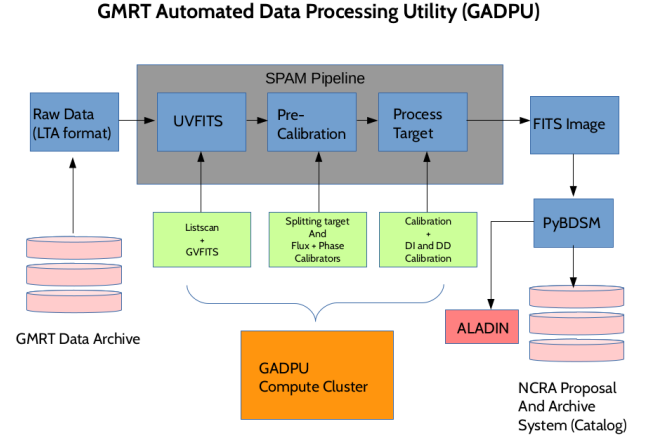 GMRT Automated Data Processing Utility (GADPU)
SPAM Pipeline
Raw Data
(LTA format)
UVFITS
Pre-
Calibration
Process
Target
FITS Image
Listscan
+
GVFITS
Splitting target
And
Flux + Phase
Calibrators
Calibration
+
DI and DD
Calibration
PyBDSM
GMRT Data Archive
ALADIN
GADPU
Compute Cluster
NCRA Proposal
And Archive
System (Catalog)